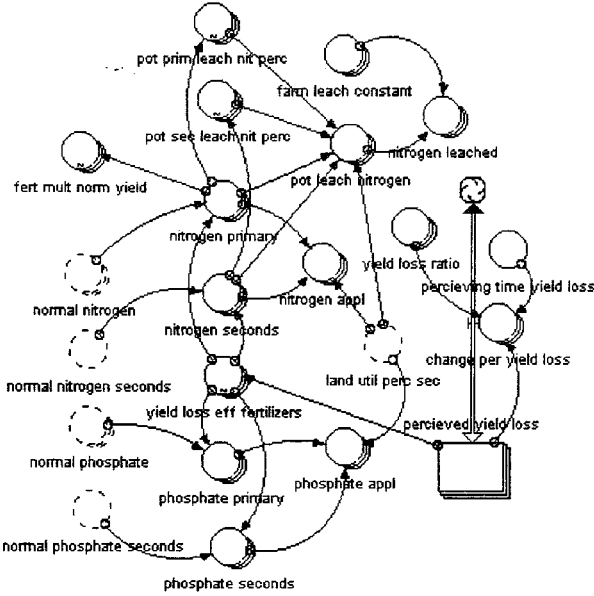 pot prim leach nit perc
farm leach constant
pot sec leach nit perc
nitrogen leached
fert mult norm yield
pot leach nitrogen
nitrogen primary
yield loss ratio
percieving time yield loss
normal nitrogen
nitrogen appl
nitrogen seconds
change per yield loss
normal nitrogen seconds
land util perc sec
yield loss eff fertilizers
percieved yield loss
normal phosphate
phosphate primary
phosphate appl
normal phosphate seconds
phosphate seconds